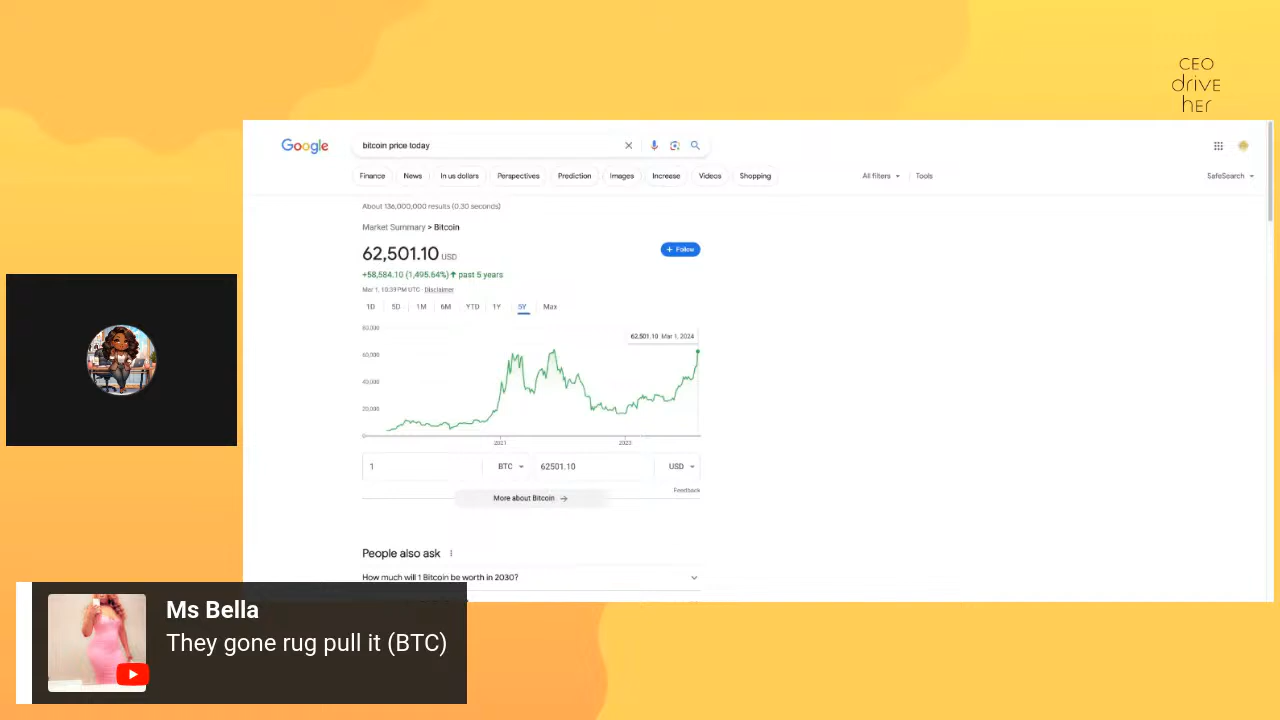 CEO
drive
her
Google
bitcoin price today
Finance
News
In us dollars
Perspectives
Prediction
Images
Increase
Videos
Shopping
All filters
Tools
SafeSearch
About 136,000,000 results (0.30 seconds)
Market Summary > Bitcoin
62,501.10 USD
+ Follow
+58,584.10 (1,495.64%) ↑ past 5 years
Mar 1, 10:39 PM UTC · Disclaimer
1D 5D 1M 6M YTD 1Y 5Y Max
80,000
62,501.10 Mar 1, 2024
60,000
40,000
20,000
0
2021 2023
1 BTC 62501.10 USD
Feedback
More about Bitcoin →
People also ask
How much will 1 Bitcoin be worth in 2030?
Ms Bella
They gone rug pull it (BTC)